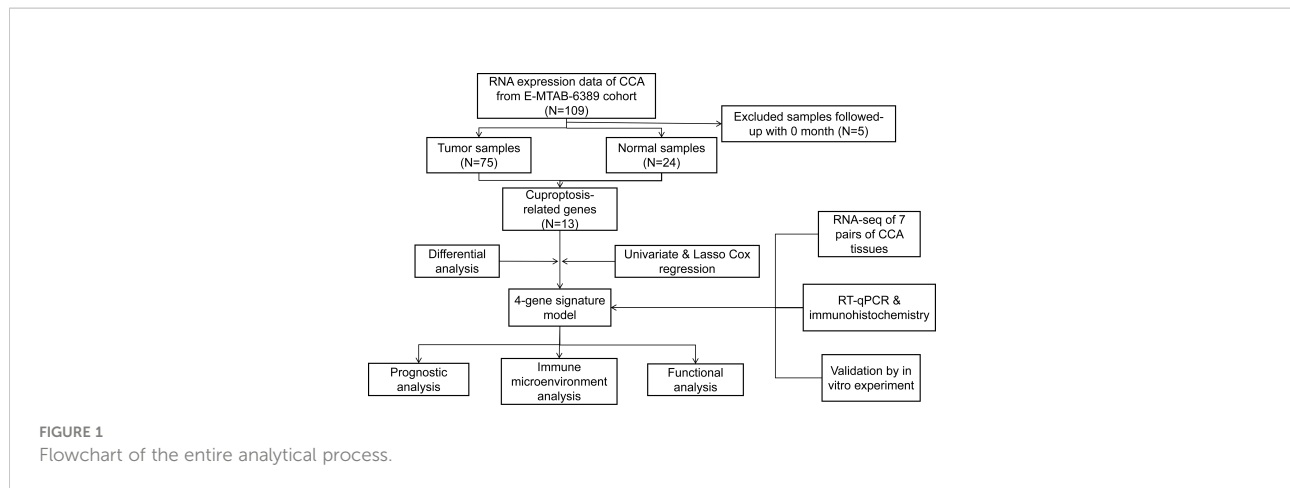 RNA expression data of CCA
from E-MTAB-6389 cohort
(N=109)
Excluded samples followed-
up with 0 month (N=5)
Tumor samples
(N=75)
Normal samples
(N=24)
Cuproptosis-
related genes
(N=13)
RNA-seq of 7
pairs of CCA
tissues
Differential
analysis
Univariate & Lasso Cox
regression
4-gene signature
model
RT-qPCR &
immunohistochemistry
Prognostic
analysis
Immune
microenvironment
analysis
Functional
analysis
Validation by in
vitro experiment
FIGURE 1
Flowchart of the entire analytical process.